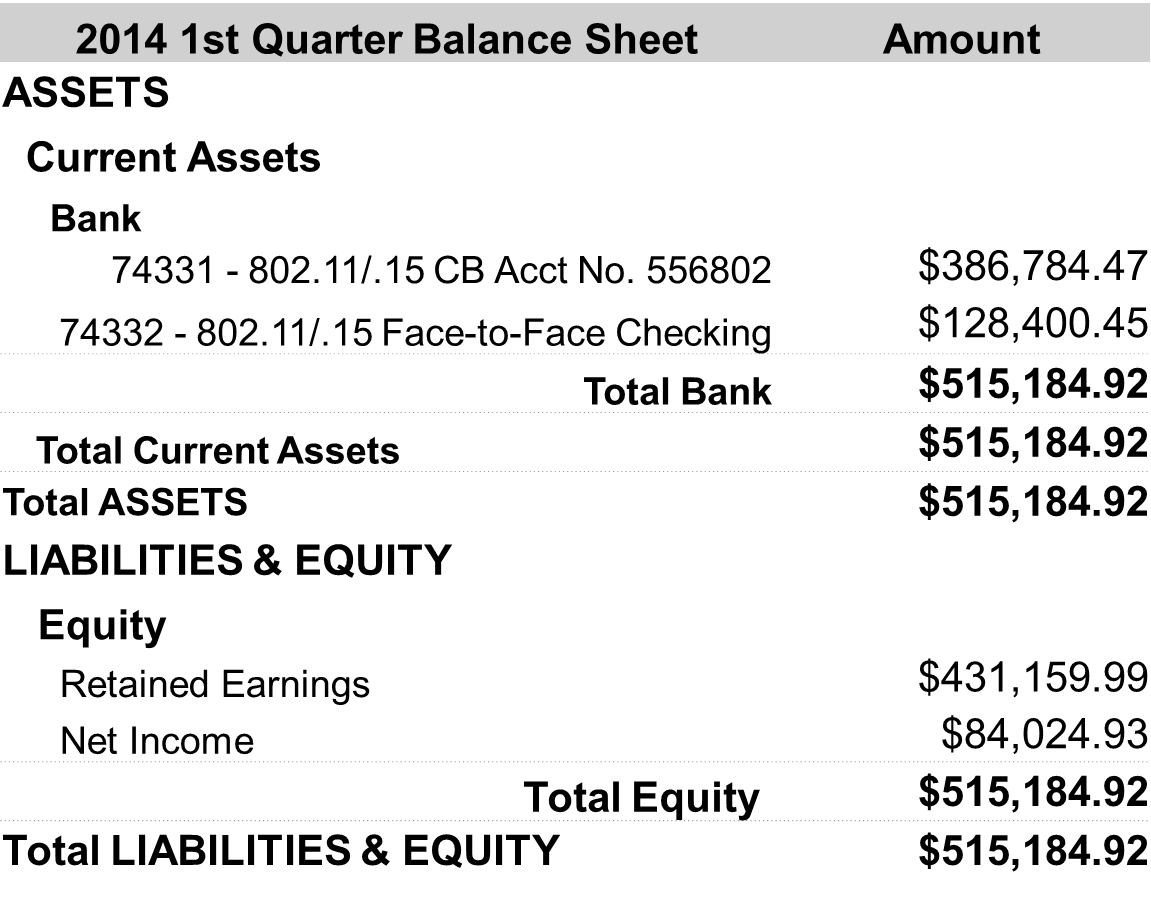 2014 1st Quarter Balance Sheet Amount
ASSETS
Current Assets
Bank
74331 - 802.11/.15 CB Acct No. 556802 $386,784.47
74332 - 802.11/.15 Face-to-Face Checking $128,400.45
Total Bank $515,184.92
Total Current Assets $515,184.92
Total ASSETS $515,184.92
LIABILITIES & EQUITY
Equity
Retained Earnings $431,159.99
Net Income $84,024.93
Total Equity $515,184.92
Total LIABILITIES & EQUITY $515,184.92